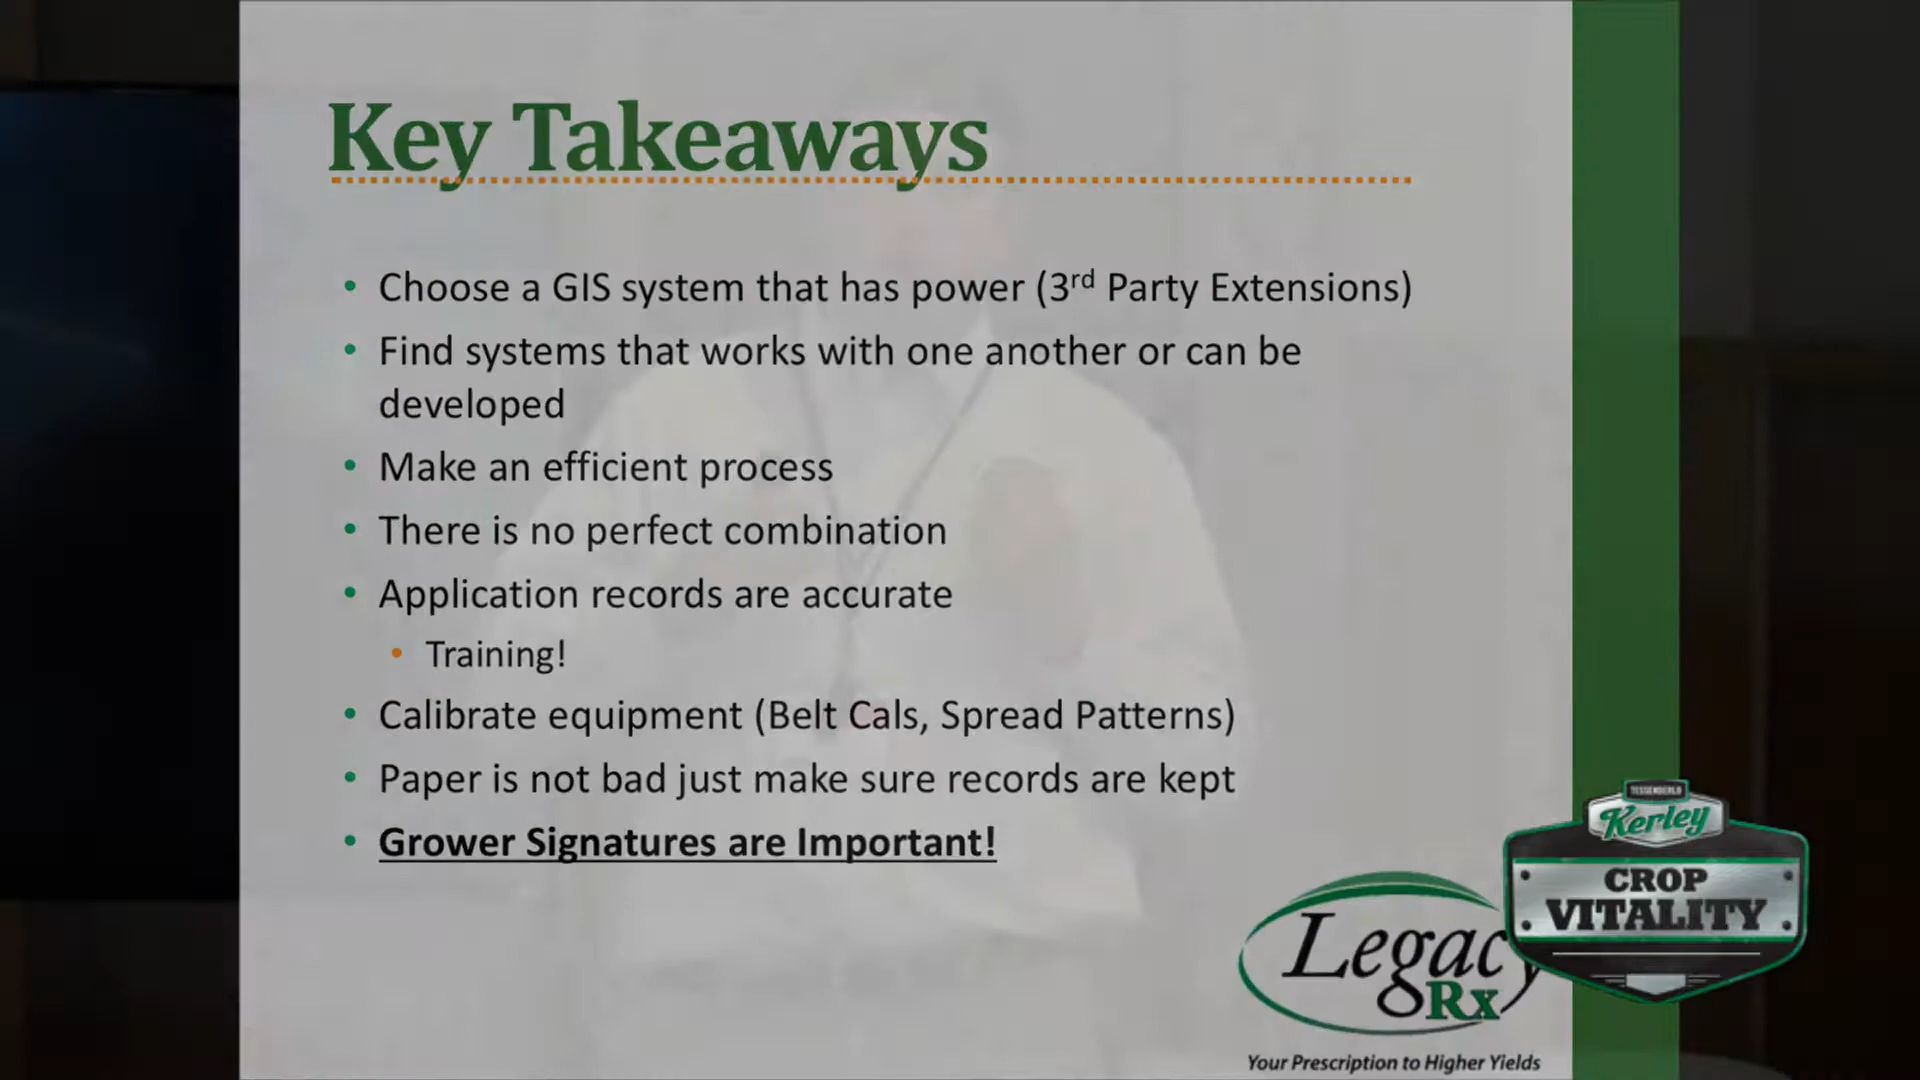 Key Takeaways
• Choose a GIS system that has power (3rd Party Extensions)
• Find systems that works with one another or can be
developed
• Make an efficient process
• There is no perfect combination
• Application records are accurate
• Training!
• Calibrate equipment (Belt Cals, Spread Patterns)
• Paper is not bad just make sure records are kept
• Grower Signatures are Important!
Legacy
Rx
Your Prescription to Higher Yields
TESSENDERLO
Kerley
CROP
VITALITY